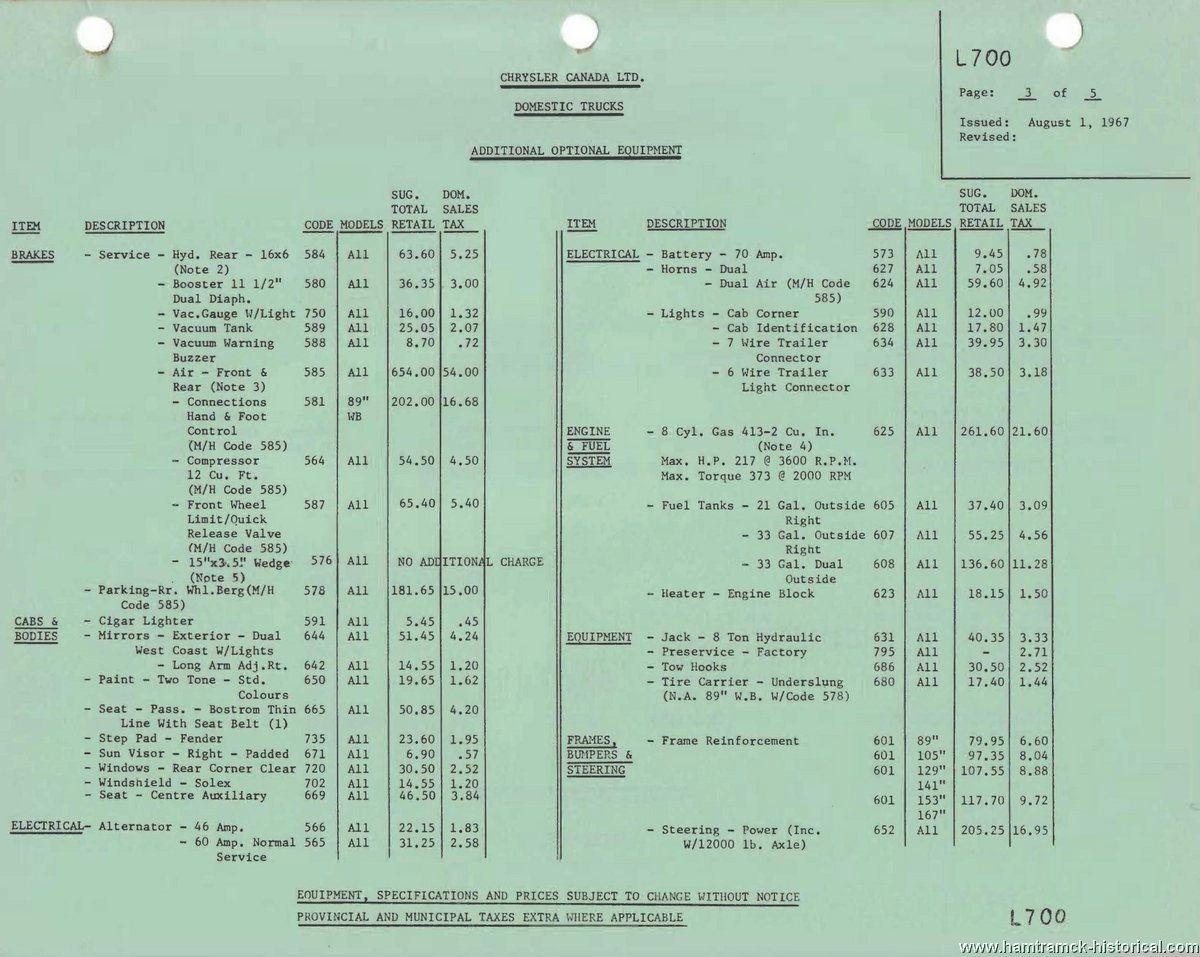 L700
Page: 3 of 5
Issued: August 1, 1967
Revised:
CHRYSLER CANADA LTD.
DOMESTIC TRUCKS
ADDITIONAL OPTIONAL EQUIPMENT
SUG. DOM.
TOTAL SALES
ITEM DESCRIPTION CODE MODELS RETAIL TAX
BRAKES - Service - Hyd. Rear - 16x6 584 All 63.60 5.25
(Note 2)
- Booster 11 1/2" 580 All 36.35 3.00
Dual Diaph.
- Vac.Gauge W/Light 750 All 16.00 1.32
- Vacuum Tank 589 All 25.05 2.07
- Vacuum Warning 588 All 8.70 .72
Buzzer
- Air - Front & 585 All 654.00 54.00
Rear (Note 3)
- Connections 581 89" 202.00 16.68
Hand & Foot WB
Control
(M/H Code 585)
- Compressor 564 All 54.50 4.50
12 Cu. Ft.
(M/H Code 585)
- Front Wheel 587 All 65.40 5.40
Limit/Quick
Release Valve
(M/H Code 585)
- 15"x3.5" Wedge 576 All NO ADDITIONAL CHARGE
(Note 5)
- Parking-Rr. Whl.Berg(M/H 578 All 181.65 15.00
Code 585)
CABS & - Cigar Lighter 591 All 5.45 .45
BODIES - Mirrors - Exterior - Dual 644 All 51.45 4.24
West Coast W/Lights
- Long Arm Adj.Rt. 642 All 14.55 1.20
- Paint - Two Tone - Std. 650 All 19.65 1.62
Colours
- Seat - Pass. - Bostrom Thin 665 All 50.85 4.20
Line With Seat Belt (1)
- Step Pad - Fender 735 All 23.60 1.95
- Sun Visor - Right - Padded 671 All 6.90 .57
- Windows - Rear Corner Clear 720 All 30.50 2.52
- Windshield - Solex 702 All 14.55 1.20
- Seat - Centre Auxiliary 669 All 46.50 3.84
ELECTRICAL- Alternator - 46 Amp. 566 All 22.15 1.83
- 60 Amp. Normal 565 All 31.25 2.58
Service
SUG. DOM.
TOTAL SALES
ITEM DESCRIPTION CODE MODELS RETAIL TAX
ELECTRICAL - Battery - 70 Amp. 573 All 9.45 .78
- Horns - Dual 627 All 7.05 .58
- Dual Air (M/H Code 624 All 59.60 4.92
585)
- Lights - Cab Corner 590 All 12.00 .99
- Cab Identification 628 All 17.80 1.47
- 7 Wire Trailer 634 All 39.95 3.30
Connector
- 6 Wire Trailer 633 All 38.50 3.18
Light Connector
ENGINE - 8 Cyl. Gas 413-2 Cu. In. 625 All 261.60 21.60
& FUEL (Note 4)
SYSTEM Max. H.P. 217 @ 3600 R.P.M.
Max. Torque 373 @ 2000 RPM
- Fuel Tanks - 21 Gal. Outside 605 All 37.40 3.09
Right
- 33 Gal. Outside 607 All 55.25 4.56
Right
- 33 Gal. Dual 608 All 136.60 11.28
Outside
- Heater - Engine Block 623 All 18.15 1.50
EQUIPMENT - Jack - 8 Ton Hydraulic 631 All 40.35 3.33
- Preservice - Factory 795 All - 2.71
- Tow Hooks 686 All 30.50 2.52
- Tire Carrier - Underslung 680 All 17.40 1.44
(N.A. 89" W.B. W/Code 578)
FRAMES, - Frame Reinforcement 601 89" 79.95 6.60
BUMPERS & 601 105" 97.35 8.04
STEERING 601 129" 107.55 8.88
141"
601 153" 117.70 9.72
167"
- Steering - Power (Inc. 652 All 205.25 16.95
W/12000 lb. Axle)
EQUIPMENT, SPECIFICATIONS AND PRICES SUBJECT TO CHANGE WITHOUT NOTICE
PROVINCIAL AND MUNICIPAL TAXES EXTRA WHERE APPLICABLE
L700
www.hamtramck-historical.com